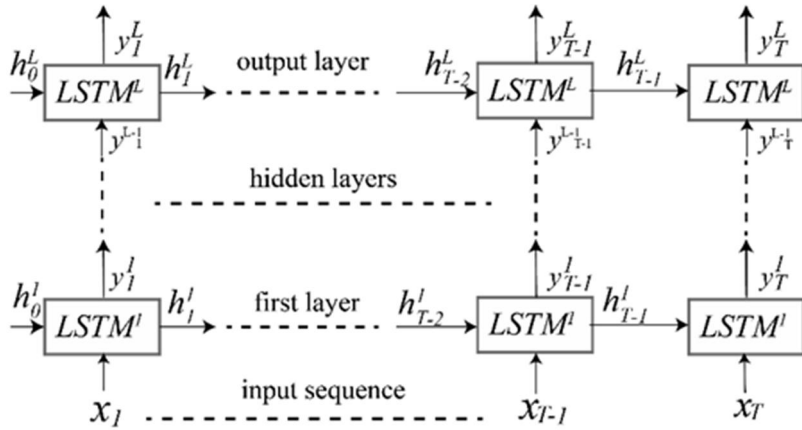 y_1^L y_{T-1}^L y_T^L
h_0^L LSTM^L h_1^L output layer h_{T-2}^L LSTM^L h_{T-1}^L LSTM^L
y_1^{L-1} y_{T-1}^{L-1} y_T^{L-1}
hidden layers
y_1^1 y_{T-1}^1 y_T^1
h_0^1 LSTM^1 h_1^1 first layer h_{T-2}^1 LSTM^1 h_{T-1}^1 LSTM^1
input sequence
x_1 x_{T-1} x_T